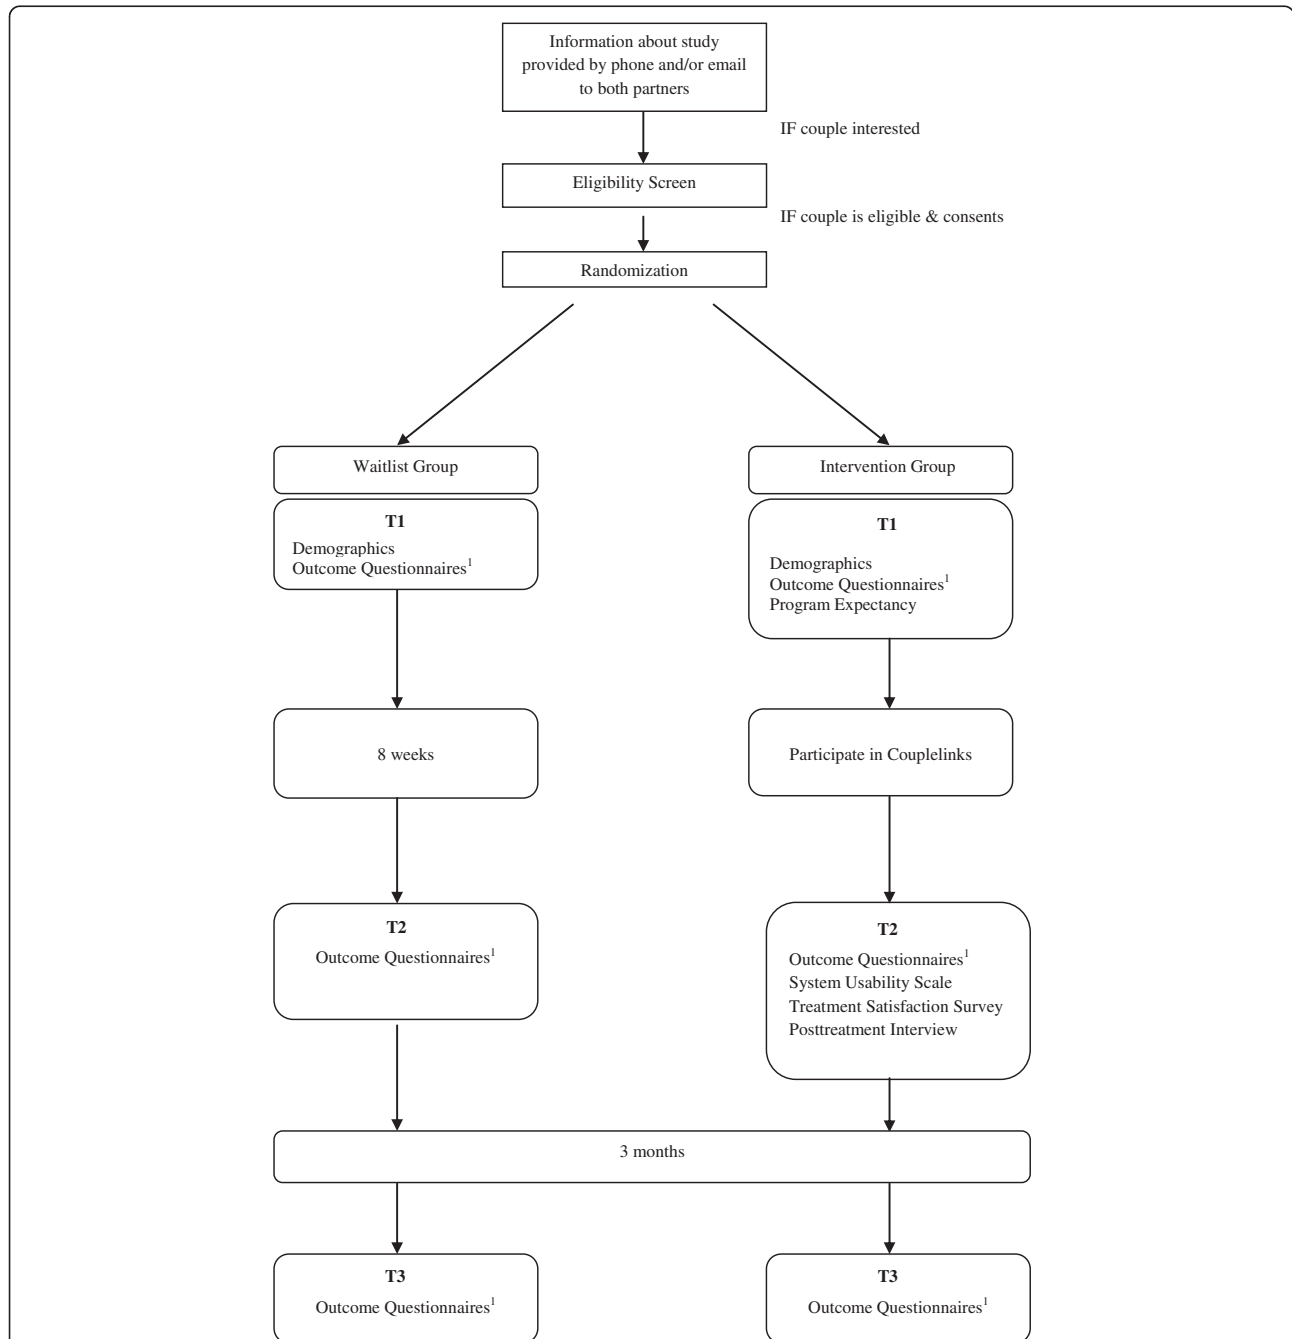 Information about study
provided by phone and/or email
to both partners
IF couple interested
Eligibility Screen
IF couple is eligible & consents
Randomization
Waitlist Group
T1
Demographics
Outcome Questionnaires¹
8 weeks
T2
Outcome Questionnaires¹
Intervention Group
T1
Demographics
Outcome Questionnaires¹
Program Expectancy
Participate in Couplelinks
T2
Outcome Questionnaires¹
System Usability Scale
Treatment Satisfaction Survey
Posttreatment Interview
3 months
T3
Outcome Questionnaires¹
T3
Outcome Questionnaires¹